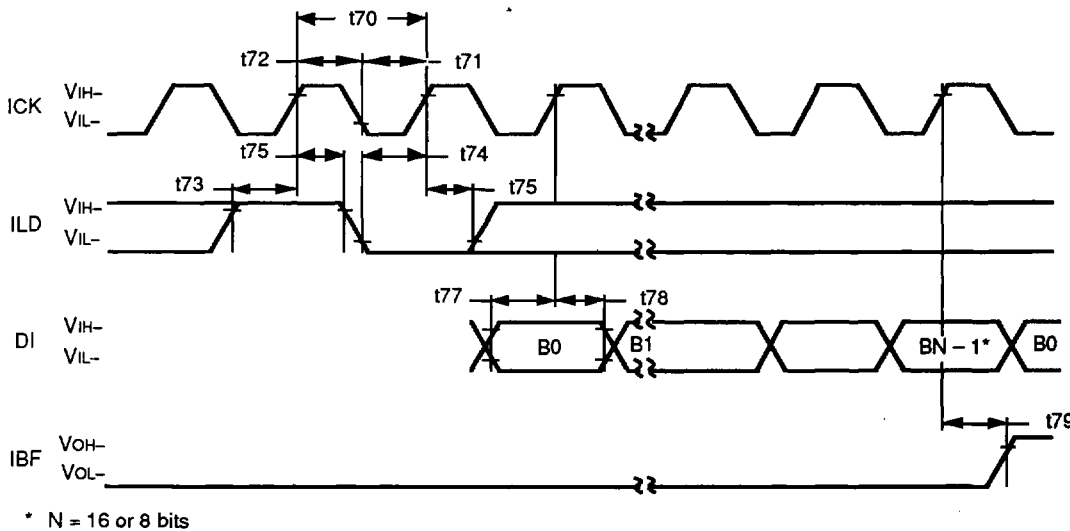 t70
t72
t71
ICK
VIH–
VIL–
t75
t74
t73
t75
ILD
VIH–
VIL–
t77
t78
DI
VIH–
VIL–
B0
B1
BN – 1*
B0
t79
IBF
VOH–
VOL–
* N = 16 or 8 bits